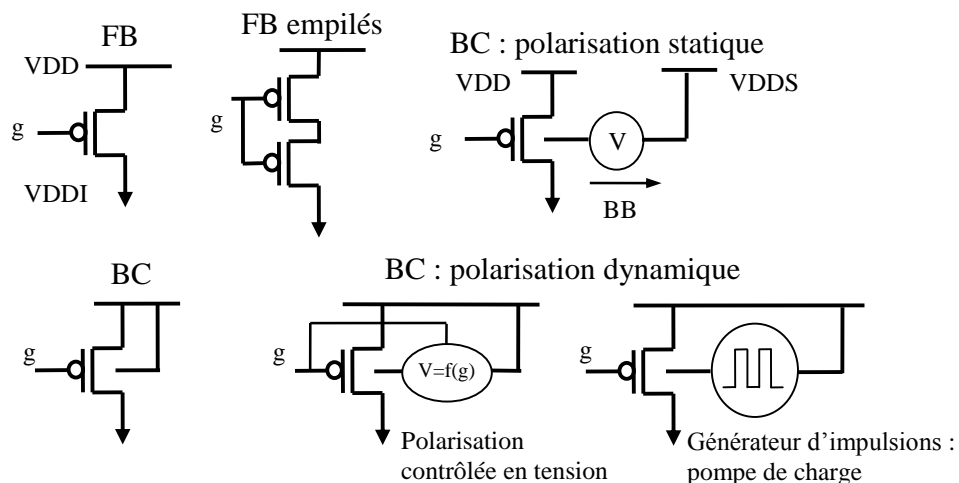 FB
FB empilés
BC : polarisation statique
VDD
VDD
VDDS
g
g
g
V
VDDI
BB
BC
BC : polarisation dynamique
g
g
V=f(g)
g
Polarisation
contrôlée en tension
Générateur d’impulsions :
pompe de charge